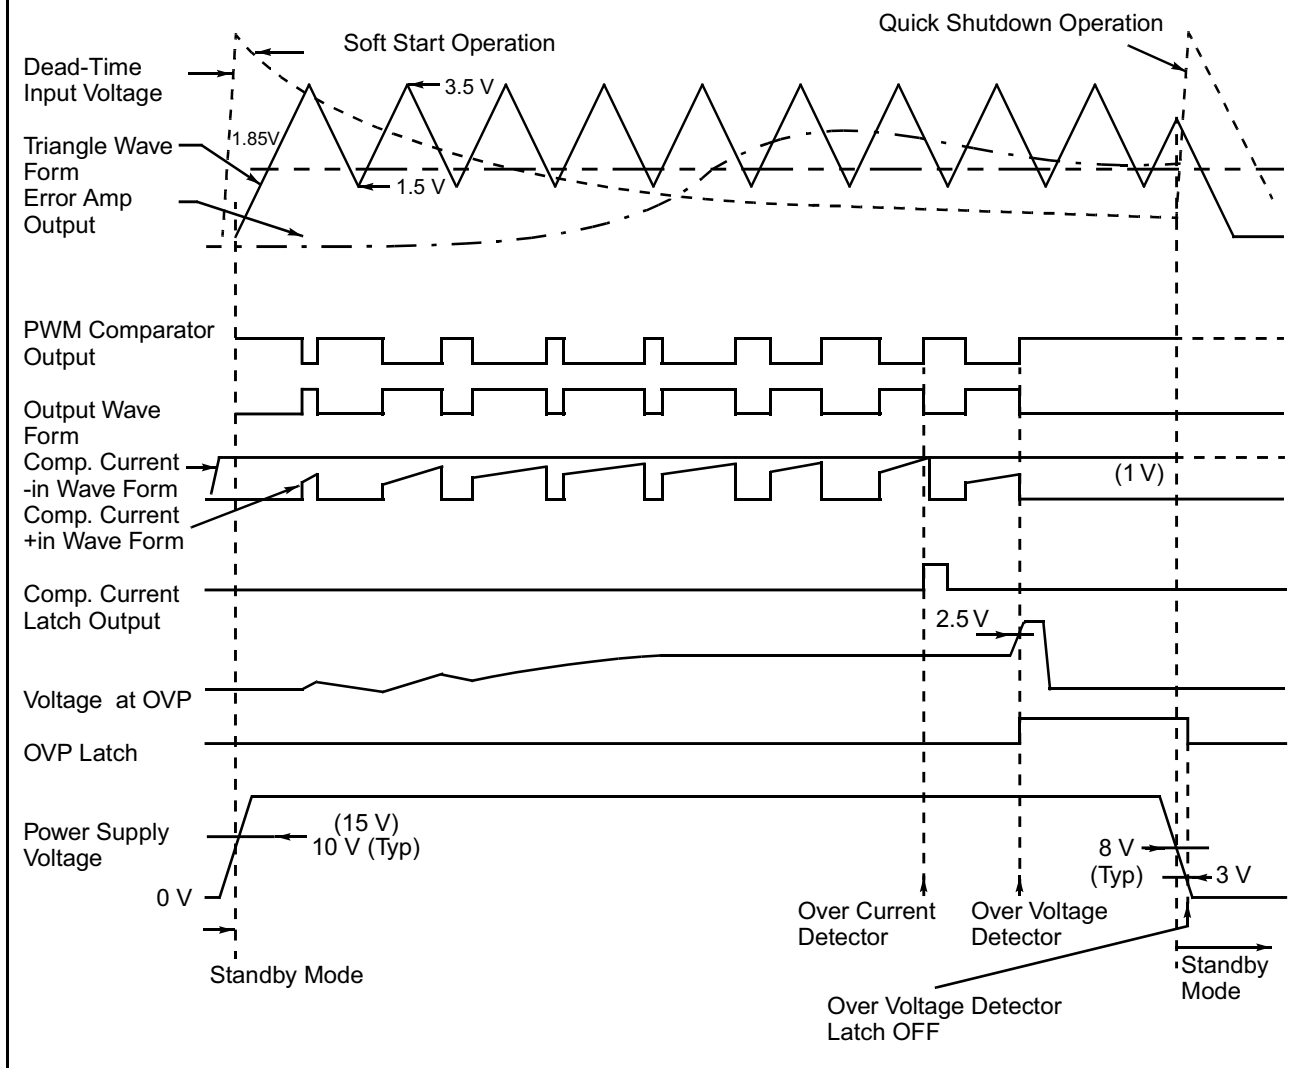 Quick Shutdown Operation
Soft Start Operation
Dead-Time
Input Voltage
3.5 V
1.85V
Triangle Wave
Form
1.5 V
Error Amp
Output
PWM Comparator
Output
Output Wave
Form
Comp. Current
-in Wave Form
(1 V)
Comp. Current
+in Wave Form
Comp. Current
Latch Output
2.5 V
Voltage at OVP
OVP Latch
Power Supply
Voltage
(15 V)
10 V (Typ)
8 V
(Typ)
3 V
0 V
Over Current
Detector
Over Voltage
Detector
Standby Mode
Standby
Mode
Over Voltage Detector
Latch OFF